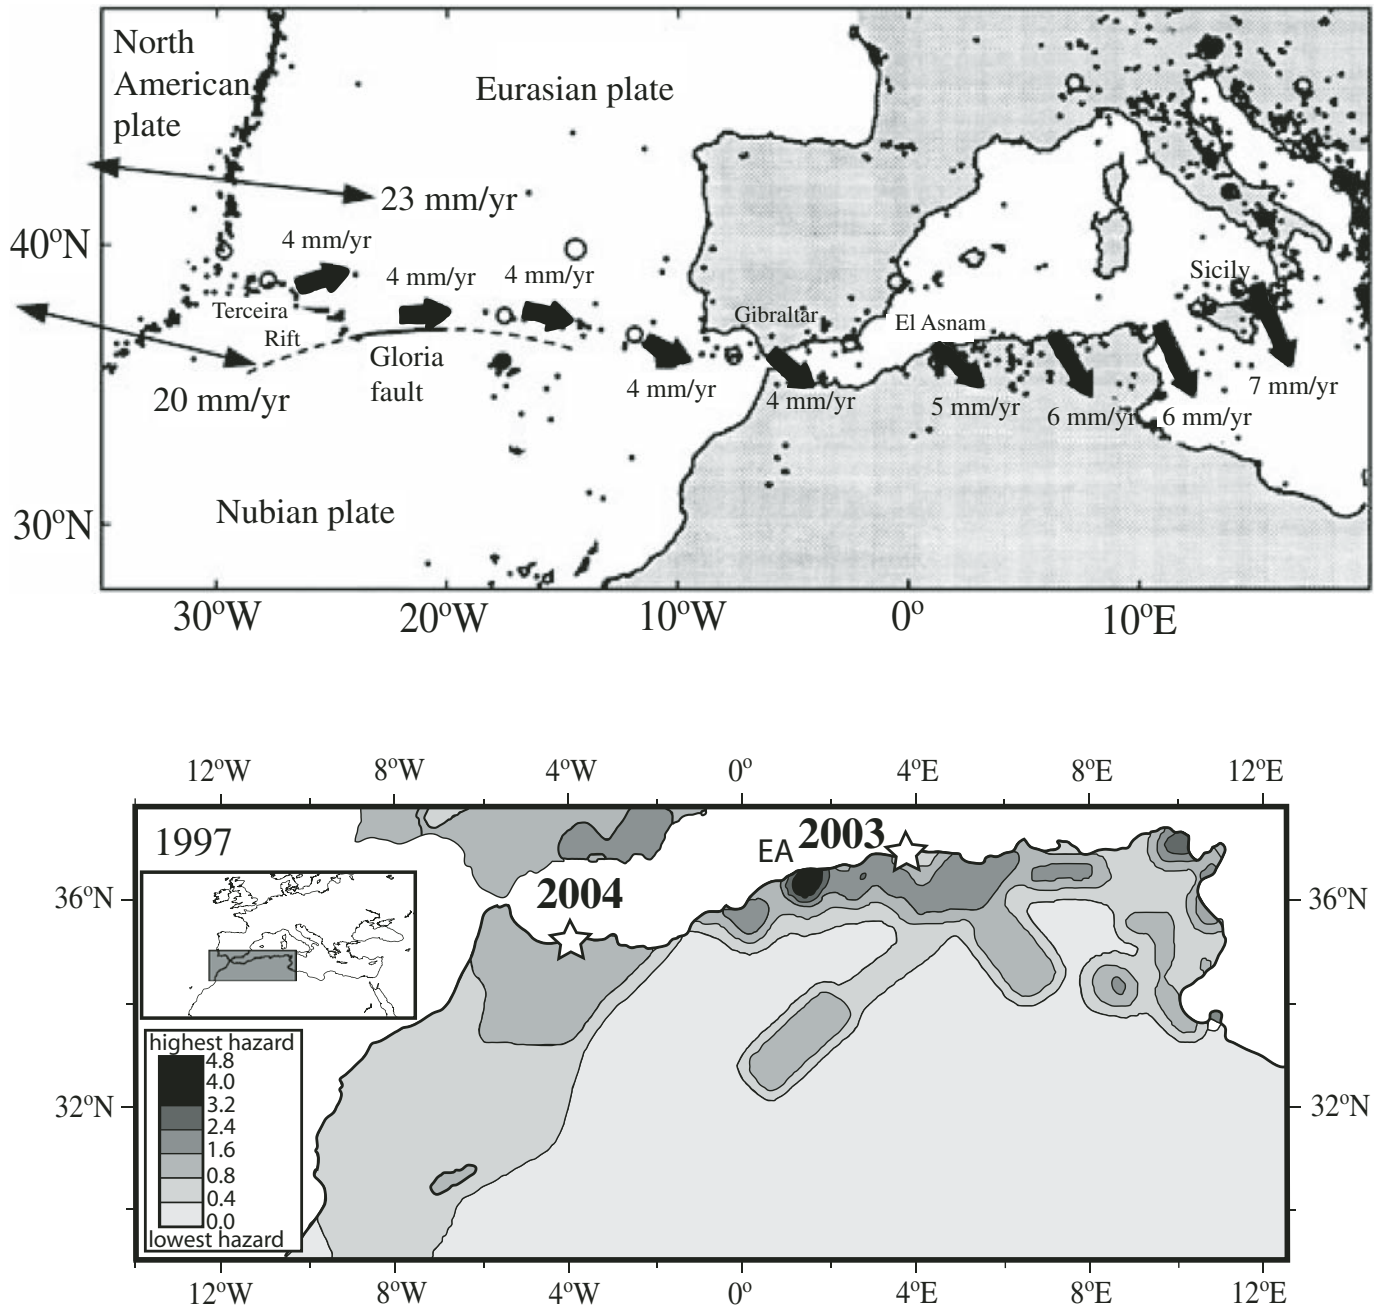 North
American
plate
Eurasian plate
23 mm/yr
40ºN
4 mm/yr
4 mm/yr
4 mm/yr
Sicily
Terceira
Rift
Gibraltar
El Asnam
Gloria
fault
20 mm/yr
4 mm/yr
4 mm/yr
5 mm/yr
6 mm/yr
6 mm/yr
7 mm/yr
Nubian plate
30ºN
30ºW
20ºW
10ºW
0º
10ºE
12ºW
8ºW
4ºW
0º
4ºE
8ºE
12ºE
1997
EA
2003
2004
36ºN
36ºN
highest hazard
4.8
4.0
3.2
2.4
1.6
0.8
0.4
0.0
lowest hazard
32ºN
32ºN
12ºW
8ºW
4ºW
0º
4ºE
8ºE
12ºE